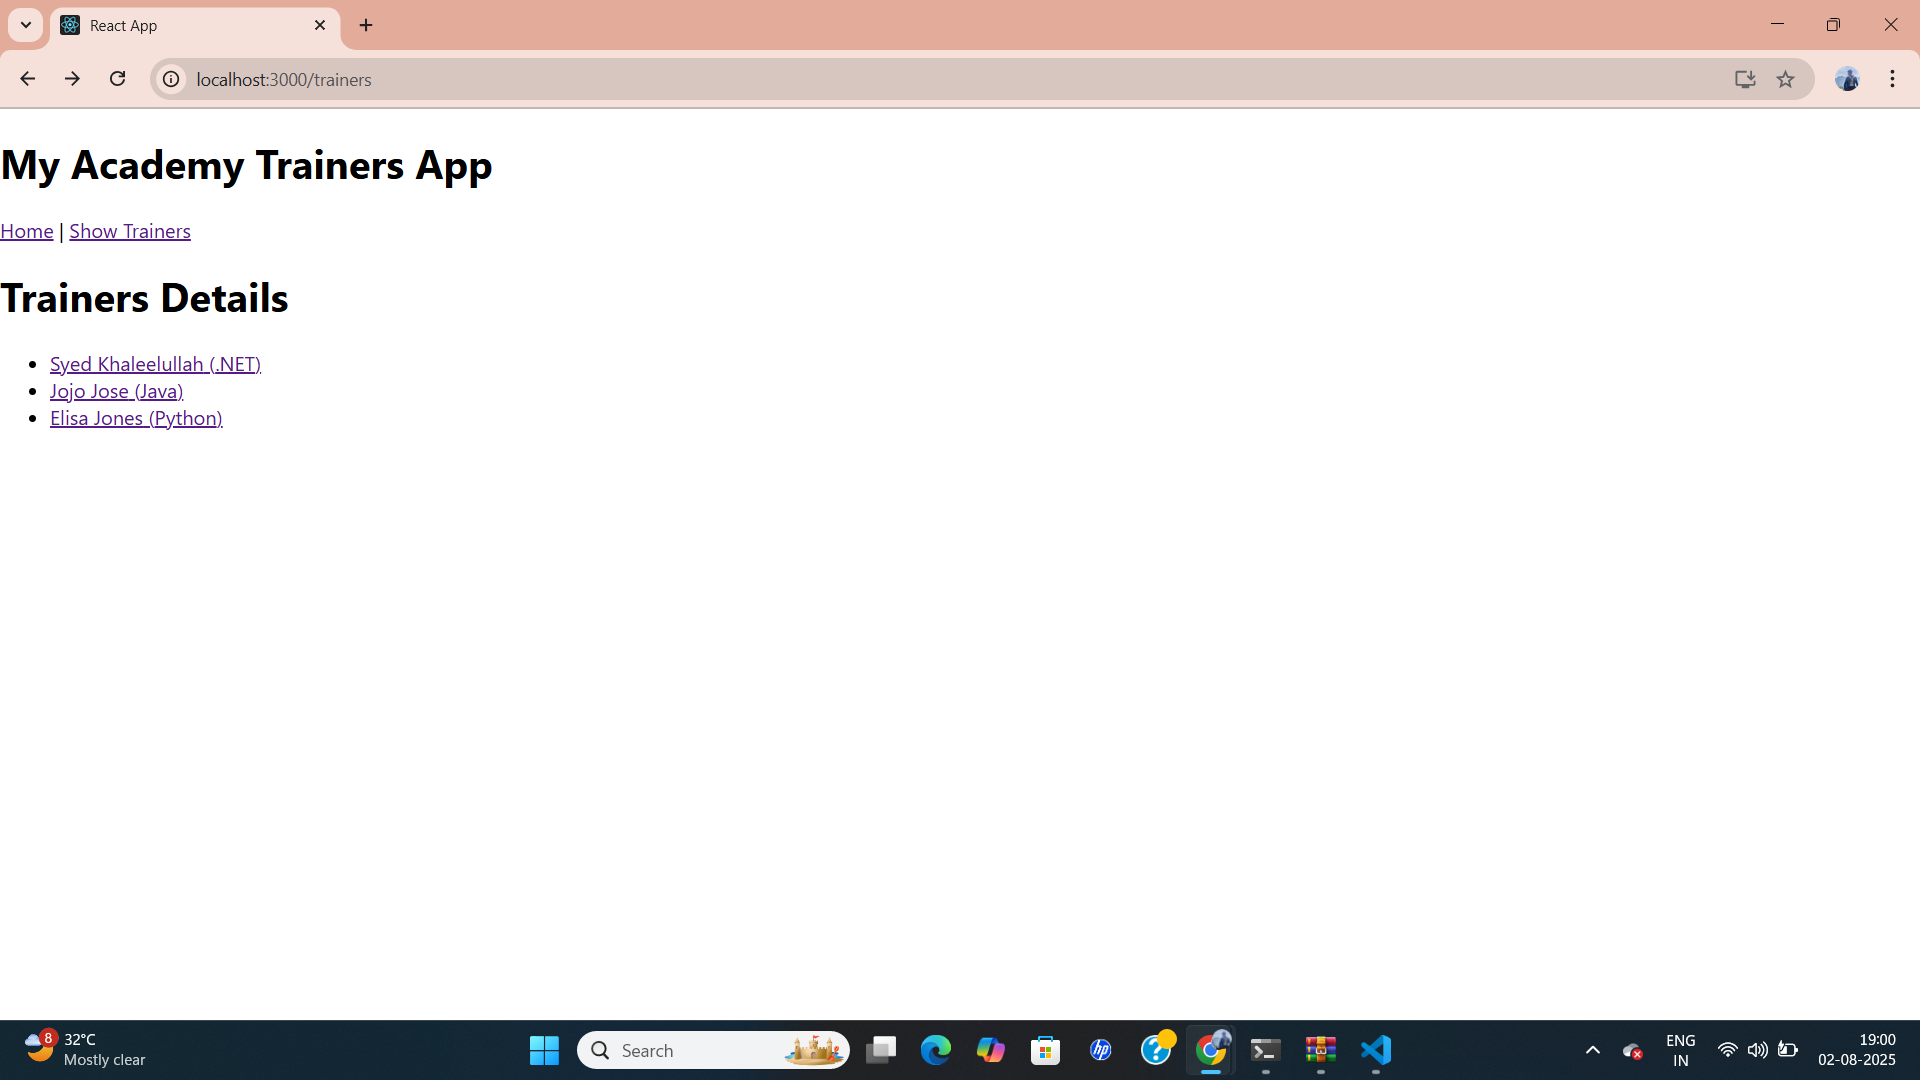 React App
localhost:3000/trainers
My Academy Trainers App
Home | Show Trainers
Trainers Details
Syed Khaleelullah (.NET)
Jojo Jose (Java)
Elisa Jones (Python)
8
32°C
Mostly clear
Search
hp
ENG
IN
19:00
02-08-2025